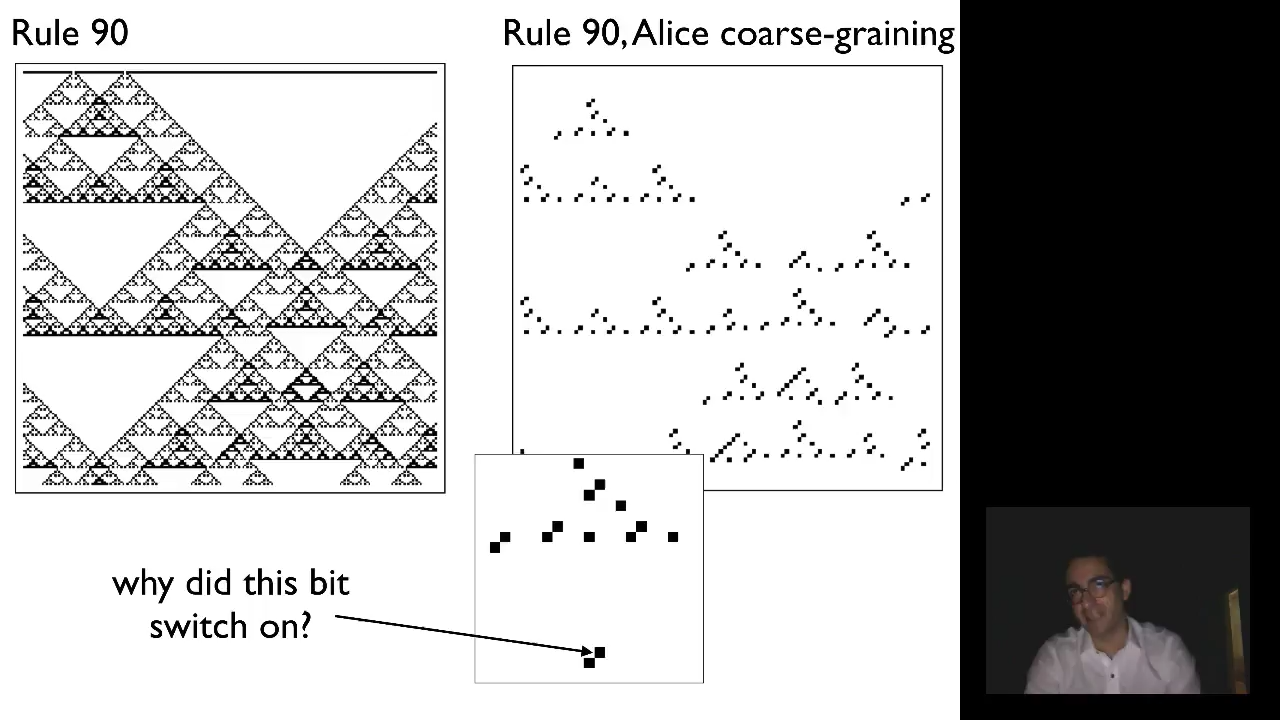 Rule 90
Rule 90, Alice coarse-graining
why did this bit
switch on?